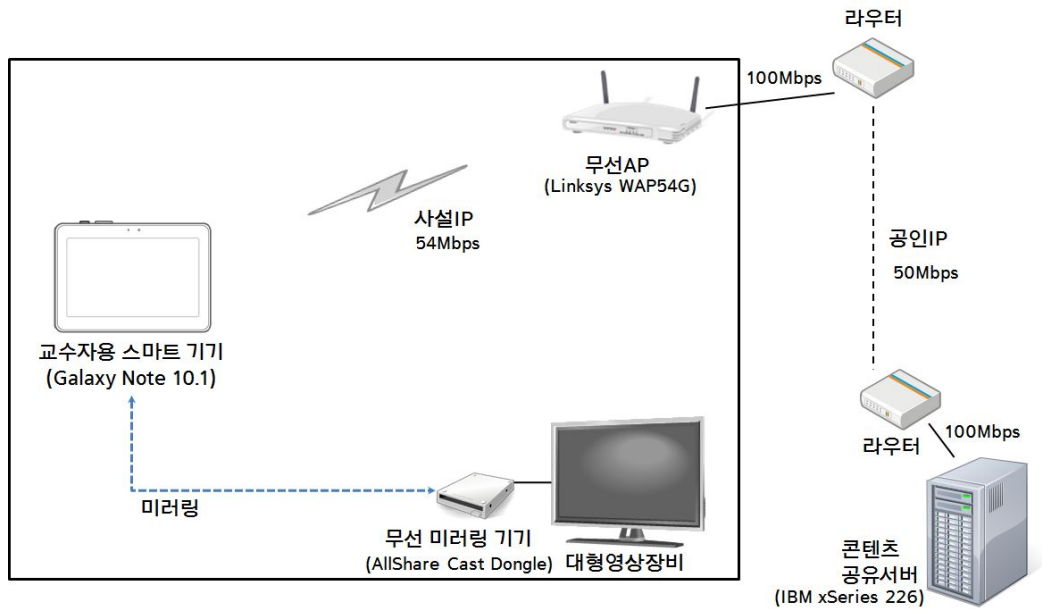 라우터
100Mbps
무선AP
(Linksys WAP54G)
사설IP
54Mbps
공인IP
50Mbps
교수자용 스마트 기기
(Galaxy Note 10.1)
라우터
100Mbps
미러링
무선 미러링 기기
(AllShare Cast Dongle)
대형영상장비
콘텐츠
공유서버
(IBM xSeries 226)